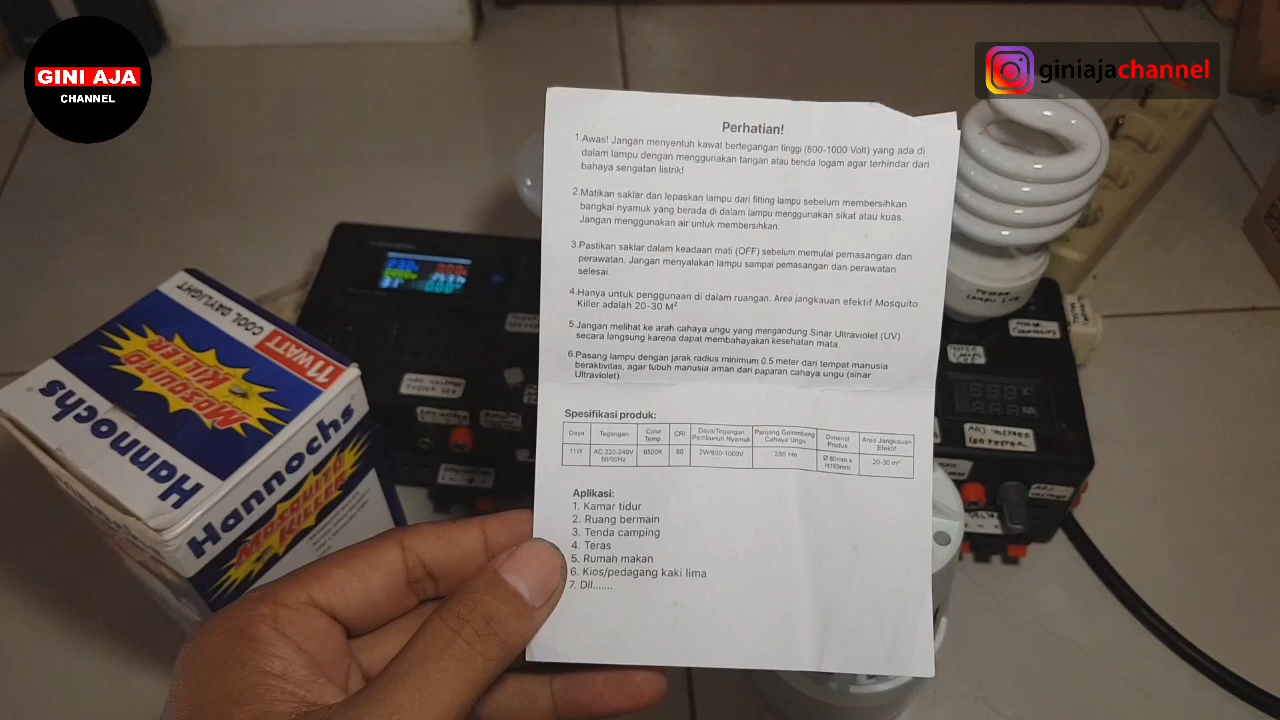 GINI AJA
CHANNEL
giniajachannel
Perhatian!
1.Awas! Jangan menyentuh kawat bertegangan tinggi (800-1000 Volt) yang ada di
dalam lampu dengan menggunakan tangan atau benda logam agar terhindar dari
bahaya sengatan listrik!
2.Matikan saklar dan lepaskan lampu dari fitting lampu sebelum membersihkan
bangkai nyamuk yang berada di dalam lampu menggunakan sikat atau kuas.
Jangan menggunakan air untuk membersihkan.
3.Pastikan saklar dalam keadaan mati (OFF) sebelum memulai pemasangan dan
perawatan. Jangan menyalakan lampu sampai pemasangan dan perawatan
selesai.
4.Hanya untuk penggunaan di dalam ruangan. Area jangkauan efektif Mosquito
Killer adalah 20-30 M²
5.Jangan melihat ke arah cahaya ungu yang mengandung Sinar Ultraviolet (UV)
secara langsung karena dapat membahayakan kesehatan mata.
6.Pasang lampu dengan jarak radius minimum 0.5 meter dari tempat manusia
beraktivitas, agar tubuh manusia aman dari paparan cahaya ungu (sinar
Ultraviolet).
Spesifikasi produk:
Daya Tegangan Color Temp CRI Daya/Tegangan Pembunuh Nyamuk Panjang Gelombang Cahaya Ungu Dimensi Produk Area Jangkauan Efektif
11W AC 220-240V 50/60Hz 6500K 80 2W/800-1000V 285 nm Ø 80mm x H169mm 20-30 m²
Aplikasi:
1. Kamar tidur
2. Ruang bermain
3. Tenda camping
4. Teras
5. Rumah makan
6. Kios/pedagang kaki lima
7. Dll.......
11WATT
COOL DAYLIGHT
MOSQUITO
KILLER
Hannochs
Hannochs
MOSQUITO
KILLER